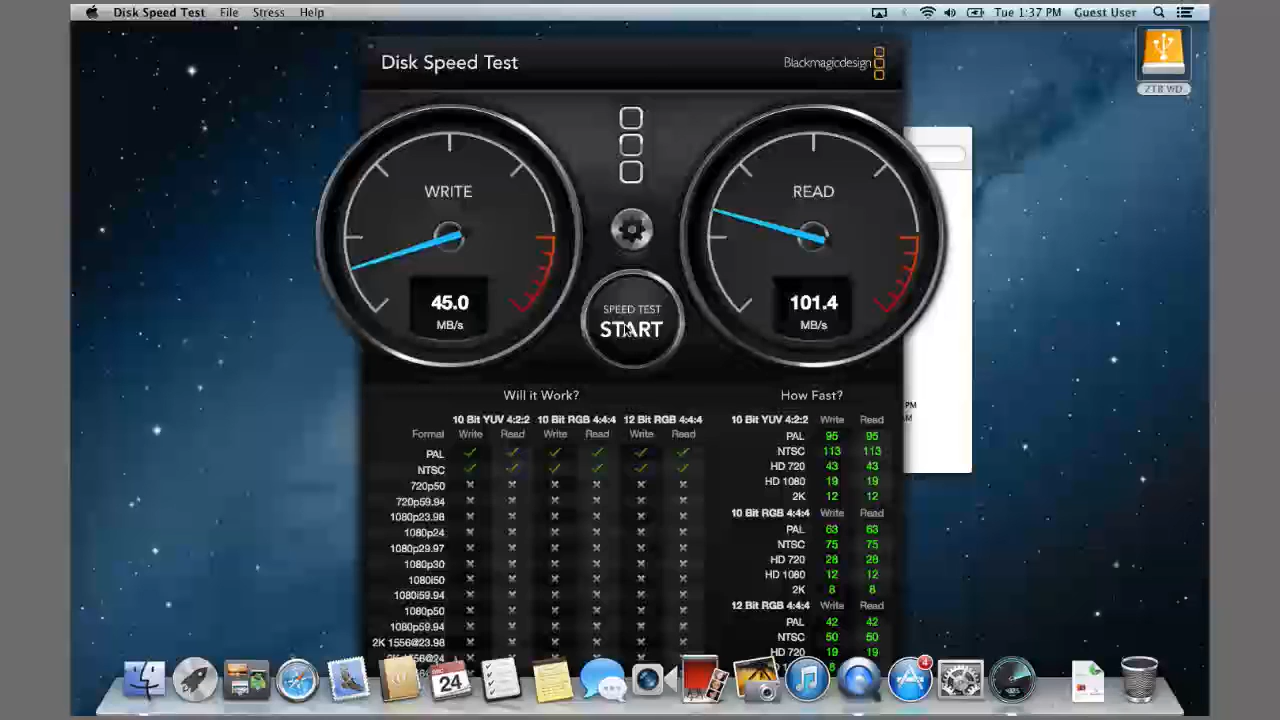 Disk Speed Test File Stress Help Tue 1:37 PM Guest User
Disk Speed Test Blackmagicdesign
WRITE READ
45.0 101.4
MB/s MB/s
SPEED TEST
START
Will it Work? How Fast?
10 Bit YUV 4:2:2 10 Bit RGB 4:4:4 12 Bit RGB 4:4:4 10 Bit YUV 4:2:2 Write Read
Format Write Read Write Read Write Read PAL 95 95
PAL NTSC 113 113
NTSC HD 720 43 43
720p50 HD 1080 19 19
720p59.94 2K 12 12
1080p23.98 10 Bit RGB 4:4:4 Write Read
1080p24 PAL 63 63
1080p29.97 NTSC 75 75
1080p30 HD 720 28 28
1080i50 HD 1080 12 12
1080i59.94 2K 8 8
1080p50 12 Bit RGB 4:4:4 Write Read
1080p59.94 PAL 42 42
2K 1556@23.98 NTSC 50 50
HD 720 19 19
8
PM
24
4